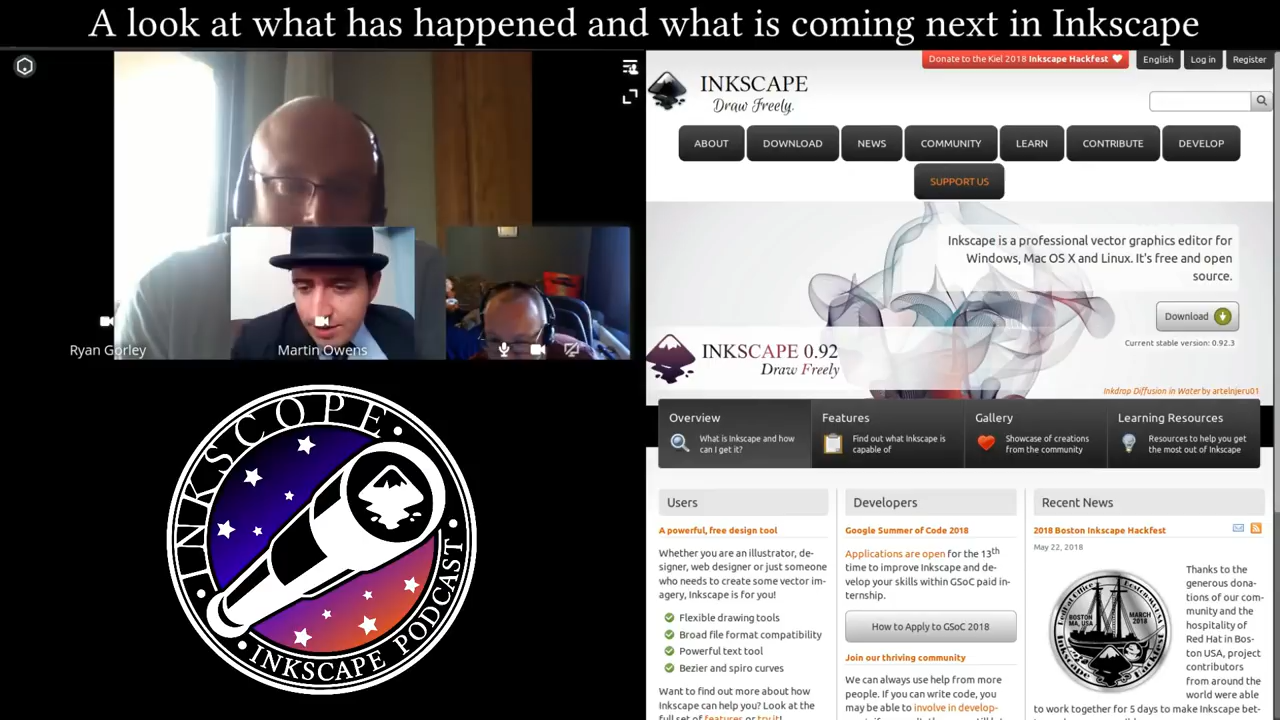 A look at what has happened and what is coming next in Inkscape
Ryan Gorley
Martin Owens
INKSCOPE
INKSCAPE PODCAST
Donate to the Kiel 2018 Inkscape Hackfest
English
Log in
Register
INKSCAPE
Draw Freely.
ABOUT
DOWNLOAD
NEWS
COMMUNITY
LEARN
CONTRIBUTE
DEVELOP
SUPPORT US
Inkscape is a professional vector graphics editor for
Windows, Mac OS X and Linux. It's free and open
source.
Download
Current stable version: 0.92.3
INKSCAPE 0.92
Draw Freely
Inkdrop Diffusion in Water by artelnjeru01
Overview
What is Inkscape and how
can I get it?
Features
Find out what Inkscape is
capable of
Gallery
Showcase of creations
from the community
Learning Resources
Resources to help you get
the most out of Inkscape
Users
A powerful, free design tool
Whether you are an illustrator, de-
signer, web designer or just someone
who needs to create some vector im-
agery, Inkscape is for you!
Flexible drawing tools
Broad file format compatibility
Powerful text tool
Bezier and spiro curves
Want to find out more about how
Inkscape can help you? Look at the
full set of features or try it!
Developers
Google Summer of Code 2018
Applications are open for the 13th
time to improve Inkscape and de-
velop your skills within GSoC paid in-
ternship.
How to Apply to GSoC 2018
Join our thriving community
We can always use help from more
people. If you can write code, you
may be able to involve in develop-
Recent News
2018 Boston Inkscape Hackfest
May 22, 2018
BOSTON
MA, USA
MARCH
2018
Thanks to the
generous dona-
tions of our com-
munity and the
hospitality of
Red Hat in Bos-
ton USA, project
contributors
from around the
world were able
to work together for 5 days to make Inkscape bet-